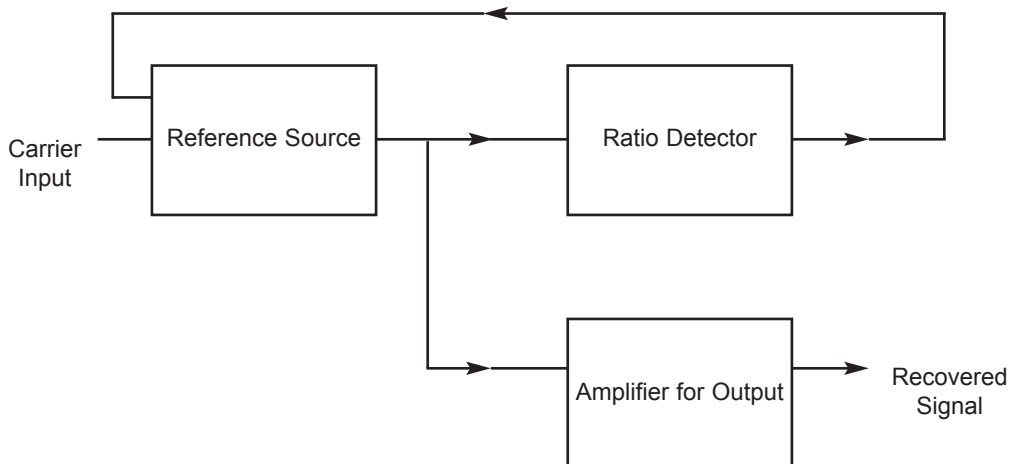 Reference Source
Ratio Detector
Carrier
Input
Amplifier for Output
Recovered
Signal